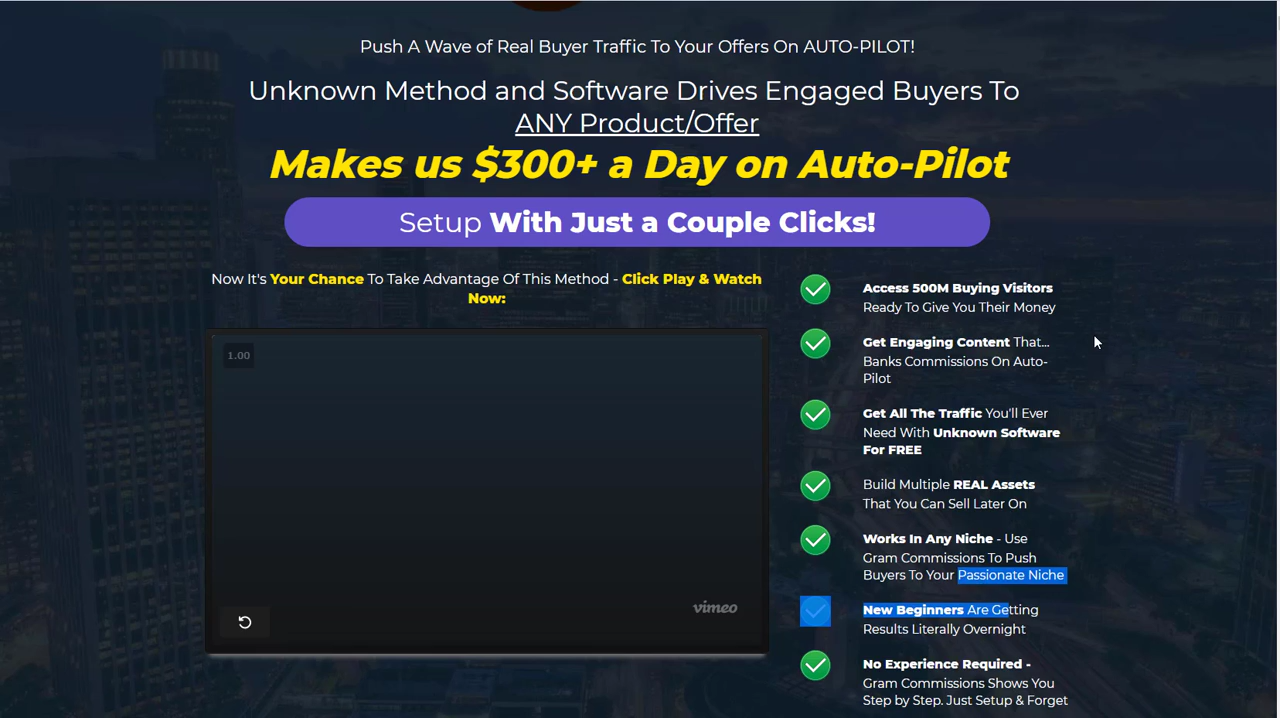 Push A Wave of Real Buyer Traffic To Your Offers On AUTO-PILOT!
Unknown Method and Software Drives Engaged Buyers To
ANY Product/Offer
Makes us $300+ a Day on Auto-Pilot
Setup With Just a Couple Clicks!
Now It's Your Chance To Take Advantage Of This Method - Click Play & Watch
Now:
1.00
vimeo
Access 500M Buying Visitors
Ready To Give You Their Money
Get Engaging Content That...
Banks Commissions On Auto-
Pilot
Get All The Traffic You'll Ever
Need With Unknown Software
For FREE
Build Multiple REAL Assets
That You Can Sell Later On
Works In Any Niche - Use
Gram Commissions To Push
Buyers To Your Passionate Niche
New Beginners Are Getting
Results Literally Overnight
No Experience Required -
Gram Commissions Shows You
Step by Step. Just Setup & Forget